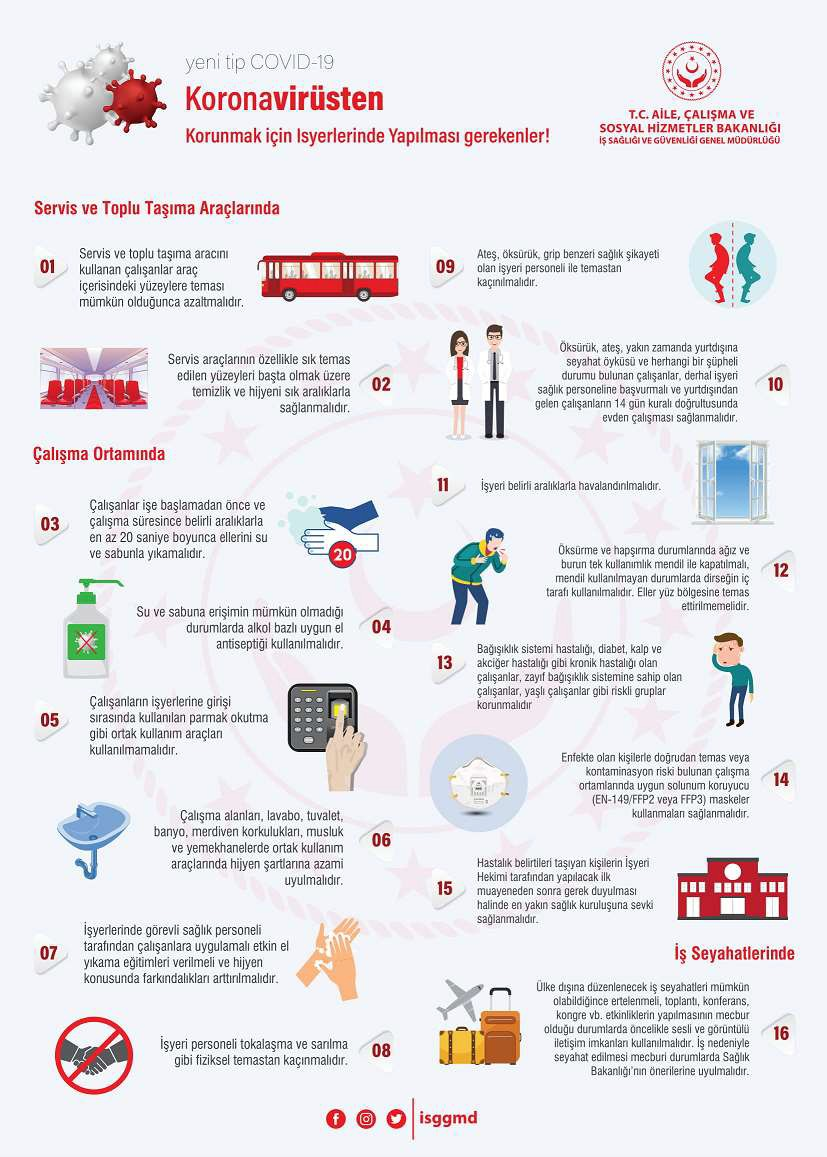 yeni tip COVID-19
Koronavirüsten
Korunmak için Isyerlerinde Yapılması gerekenler!
T.C. AİLE, ÇALIŞMA VE
SOSYAL HİZMETLER BAKANLIĞI
İŞ SAĞLIĞI VE GÜVENLİĞİ GENEL MÜDÜRLÜĞÜ
Servis ve Toplu Taşıma Araçlarında
01
Servis ve toplu taşıma aracını
kullanan çalışanlar araç
içerisindeki yüzeylere teması
mümkün olduğunca azaltmalıdır.
Servis araçlarının özellikle sık temas
edilen yüzeyleri başta olmak üzere
temizlik ve hijyeni sık aralıklarla
sağlanmalıdır.
02
Çalışma Ortamında
03
Çalışanlar işe başlamadan önce ve
çalışma süresince belirli aralıklarla
en az 20 saniye boyunca ellerini su
ve sabunla yıkamalıdır.
20
Su ve sabuna erişimin mümkün olmadığı
durumlarda alkol bazlı uygun el
antiseptiği kullanılmalıdır.
04
05
Çalışanların işyerlerine girişi
sırasında kullanılan parmak okutma
gibi ortak kullanım araçları
kullanılmamalıdır.
Çalışma alanları, lavabo, tuvalet,
banyo, merdiven korkulukları, musluk
ve yemekhanelerde ortak kullanım
araçlarında hijyen şartlarına azami
uyulmalıdır.
06
07
İşyerlerinde görevli sağlık personeli
tarafından çalışanlara uygulamalı etkin el
yıkama eğitimleri verilmeli ve hijyen
konusunda farkındalıkları arttırılmalıdır.
İşyeri personeli tokalaşma ve sarılma
gibi fiziksel temastan kaçınmalıdır.
08
09
Ateş, öksürük, grip benzeri sağlık şikayeti
olan işyeri personeli ile temastan
kaçınılmalıdır.
Öksürük, ateş, yakın zamanda yurtdışına
seyahat öyküsü ve herhangi bir şüpheli
durumu bulunan çalışanlar, derhal işyeri
sağlık personeline başvurmalı ve yurtdışından
gelen çalışanların 14 gün kuralı doğrultusunda
evden çalışması sağlanmalıdır.
10
11
İşyeri belirli aralıklarla havalandırılmalıdır.
Öksürme ve hapşırma durumlarında ağız ve
burun tek kullanımlık mendil ile kapatılmalı,
mendil kullanılmayan durumlarda dirseğin iç
tarafı kullanılmalıdır. Eller yüz bölgesine temas
ettirilmemelidir.
12
13
Bağışıklık sistemi hastalığı, diabet, kalp ve
akciğer hastalığı gibi kronik hastalığı olan
çalışanlar, zayıf bağışıklık sistemine sahip olan
çalışanlar, yaşlı çalışanlar gibi riskli gruplar
korunmalıdır
Enfekte olan kişilerle doğrudan temas veya
kontaminasyon riski bulunan çalışma
ortamlarında uygun solunum koruyucu
(EN-149/FFP2 veya FFP3) maskeler
kullanmaları sağlanmalıdır.
14
15
Hastalık belirtileri taşıyan kişilerin İşyeri
Hekimi tarafından yapılacak ilk
muayeneden sonra gerek duyulması
halinde en yakın sağlık kuruluşuna sevki
sağlanmalıdır.
İş Seyahatlerinde
Ülke dışına düzenlenecek iş seyahatleri mümkün
olabildiğince ertelenmeli, toplantı, konferans,
kongre vb. etkinliklerin yapılmasının mecbur
olduğu durumlarda öncelikle sesli ve görüntülü
iletişim imkanları kullanılmalıdır. İş nedeniyle
seyahat edilmesi mecburi durumlarda Sağlık
Bakanlığı'nın önerilerine uyulmalıdır.
16
isggmd